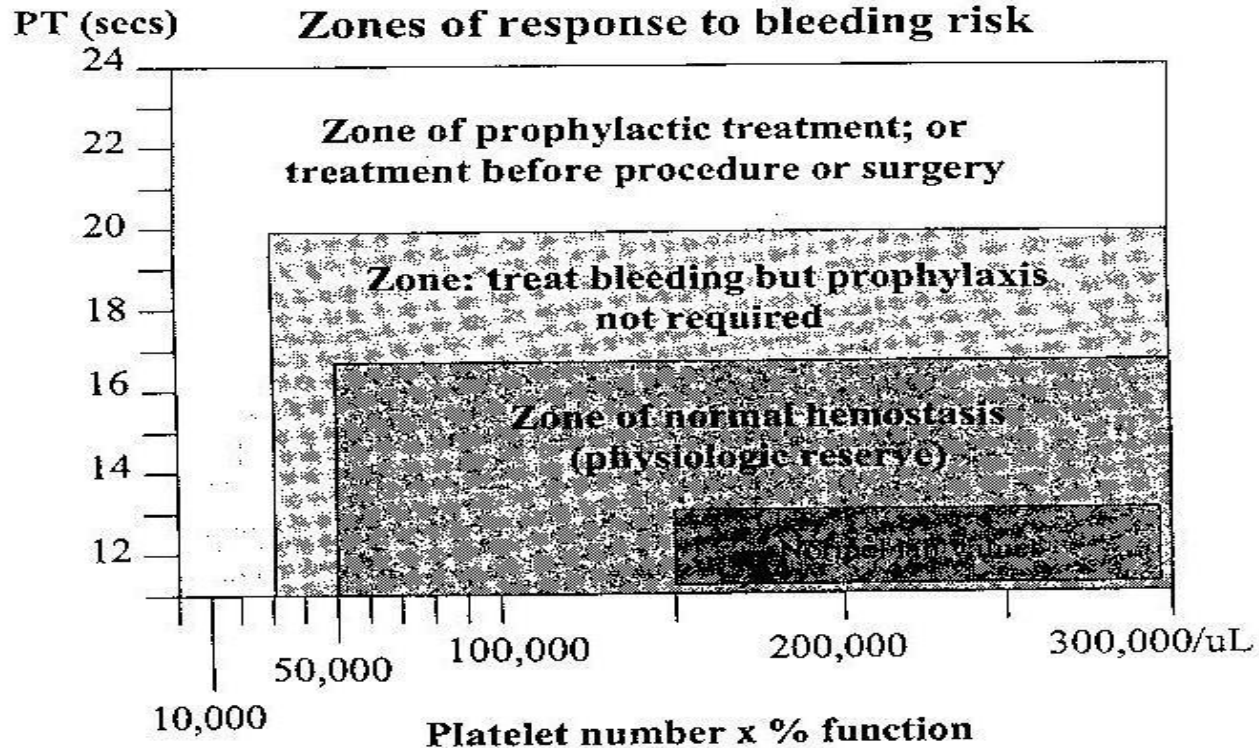 PT (secs)
Zones of response to bleeding risk
24
22
20
18
16
14
12
Zone of prophylactic treatment; or
treatment before procedure or surgery
Zone: treat bleeding but prophylaxis
not required
Zone of normal hemostasis
(physiologic reserve)
Normal lab values
10,000
50,000
100,000
200,000
300,000/uL
Platelet number x % function